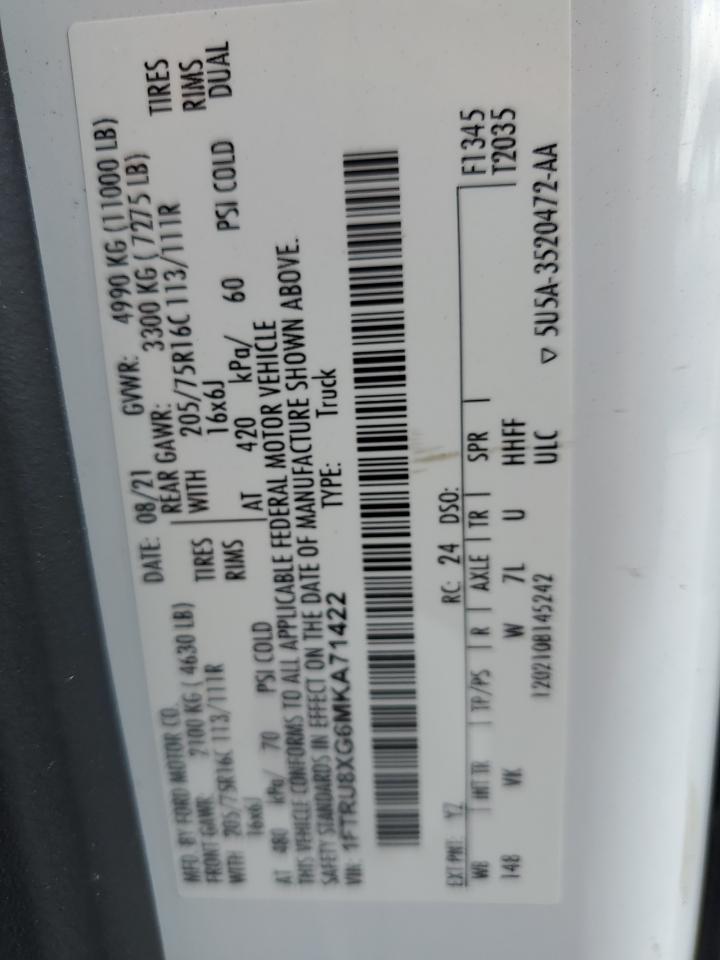 MFD. BY FORD MOTOR CO.
DATE: 08/21 GVWR: 4990 KG (11000 LB)
FRONT GAWR: 2100 KG ( 4630 LB) REAR GAWR: 3300 KG ( 7275 LB)
WITH 205/75R16C 113/111R TIRES WITH 205/75R16C 113/111R TIRES
16x6J RIMS 16x6J RIMS
AT 480 kPa/ 70 PSI COLD AT 420 kPa/ 60 PSI COLD DUAL
THIS VEHICLE CONFORMS TO ALL APPLICABLE FEDERAL MOTOR VEHICLE
SAFETY STANDARDS IN EFFECT ON THE DATE OF MANUFACTURE SHOWN ABOVE.
VIN: 1FTRU8XG6MKA71422 TYPE: Truck
EXT PNT: YZ RC: 24 DSO: F1345
WB INT TR TP/PS R AXLE TR SPR T2035
148 VK W 7L U HHFF
1202108145242 ULC ▽ 5U5A-3520472-AA